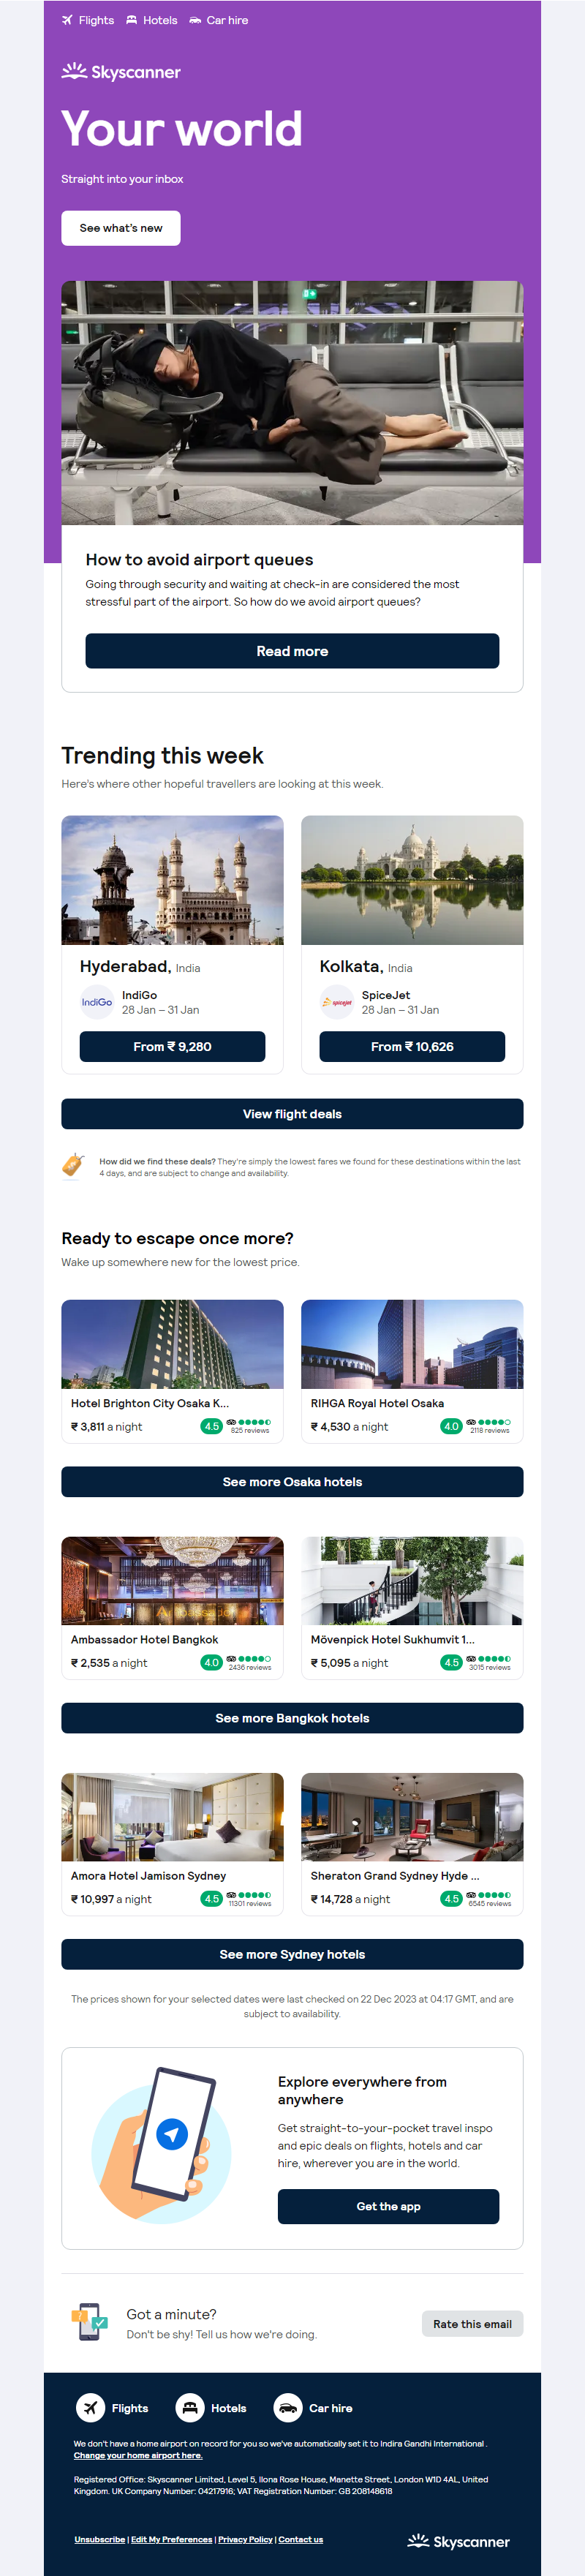 Flights Hotels Car hire
Skyscanner
Your world
Straight into your inbox
See what's new
How to avoid airport queues
Going through security and waiting at check-in are considered the most
stressful part of the airport. So how do we avoid airport queues?
Read more
Trending this week
Here's where other hopeful travellers are looking at this week.
Hyderabad, India
IndiGo IndiGo
28 Jan – 31 Jan
From ₹ 9,280
Kolkata, India
spicejet SpiceJet
28 Jan – 31 Jan
From ₹ 10,626
View flight deals
How did we find these deals? They're simply the lowest fares we found for these destinations within the last
4 days, and are subject to change and availability.
Ready to escape once more?
Wake up somewhere new for the lowest price.
Hotel Brighton City Osaka K...
₹ 3,811 a night 4.5
825 reviews
RIHGA Royal Hotel Osaka
₹ 4,530 a night 4.0
2118 reviews
See more Osaka hotels
Ambassador Hotel Bangkok
₹ 2,535 a night 4.0
2436 reviews
Mövenpick Hotel Sukhumvit 1...
₹ 5,095 a night 4.5
3015 reviews
See more Bangkok hotels
Amora Hotel Jamison Sydney
₹ 10,997 a night 4.5
11301 reviews
Sheraton Grand Sydney Hyde ...
₹ 14,728 a night 4.5
6545 reviews
See more Sydney hotels
The prices shown for your selected dates were last checked on 22 Dec 2023 at 04:17 GMT, and are
subject to availability.
Explore everywhere from
anywhere
Get straight-to-your-pocket travel inspo
and epic deals on flights, hotels and car
hire, wherever you are in the world.
Get the app
Got a minute?
Don't be shy! Tell us how we're doing.
Rate this email
Flights Hotels Car hire
We don't have a home airport on record for you so we've automatically set it to Indira Gandhi International .
Change your home airport here.
Registered Office: Skyscanner Limited, Level 5, Ilona Rose House, Manette Street, London W1D 4AL, United
Kingdom. UK Company Number: 04217916; VAT Registration Number: GB 208148618
Unsubscribe | Edit My Preferences | Privacy Policy | Contact us
Skyscanner